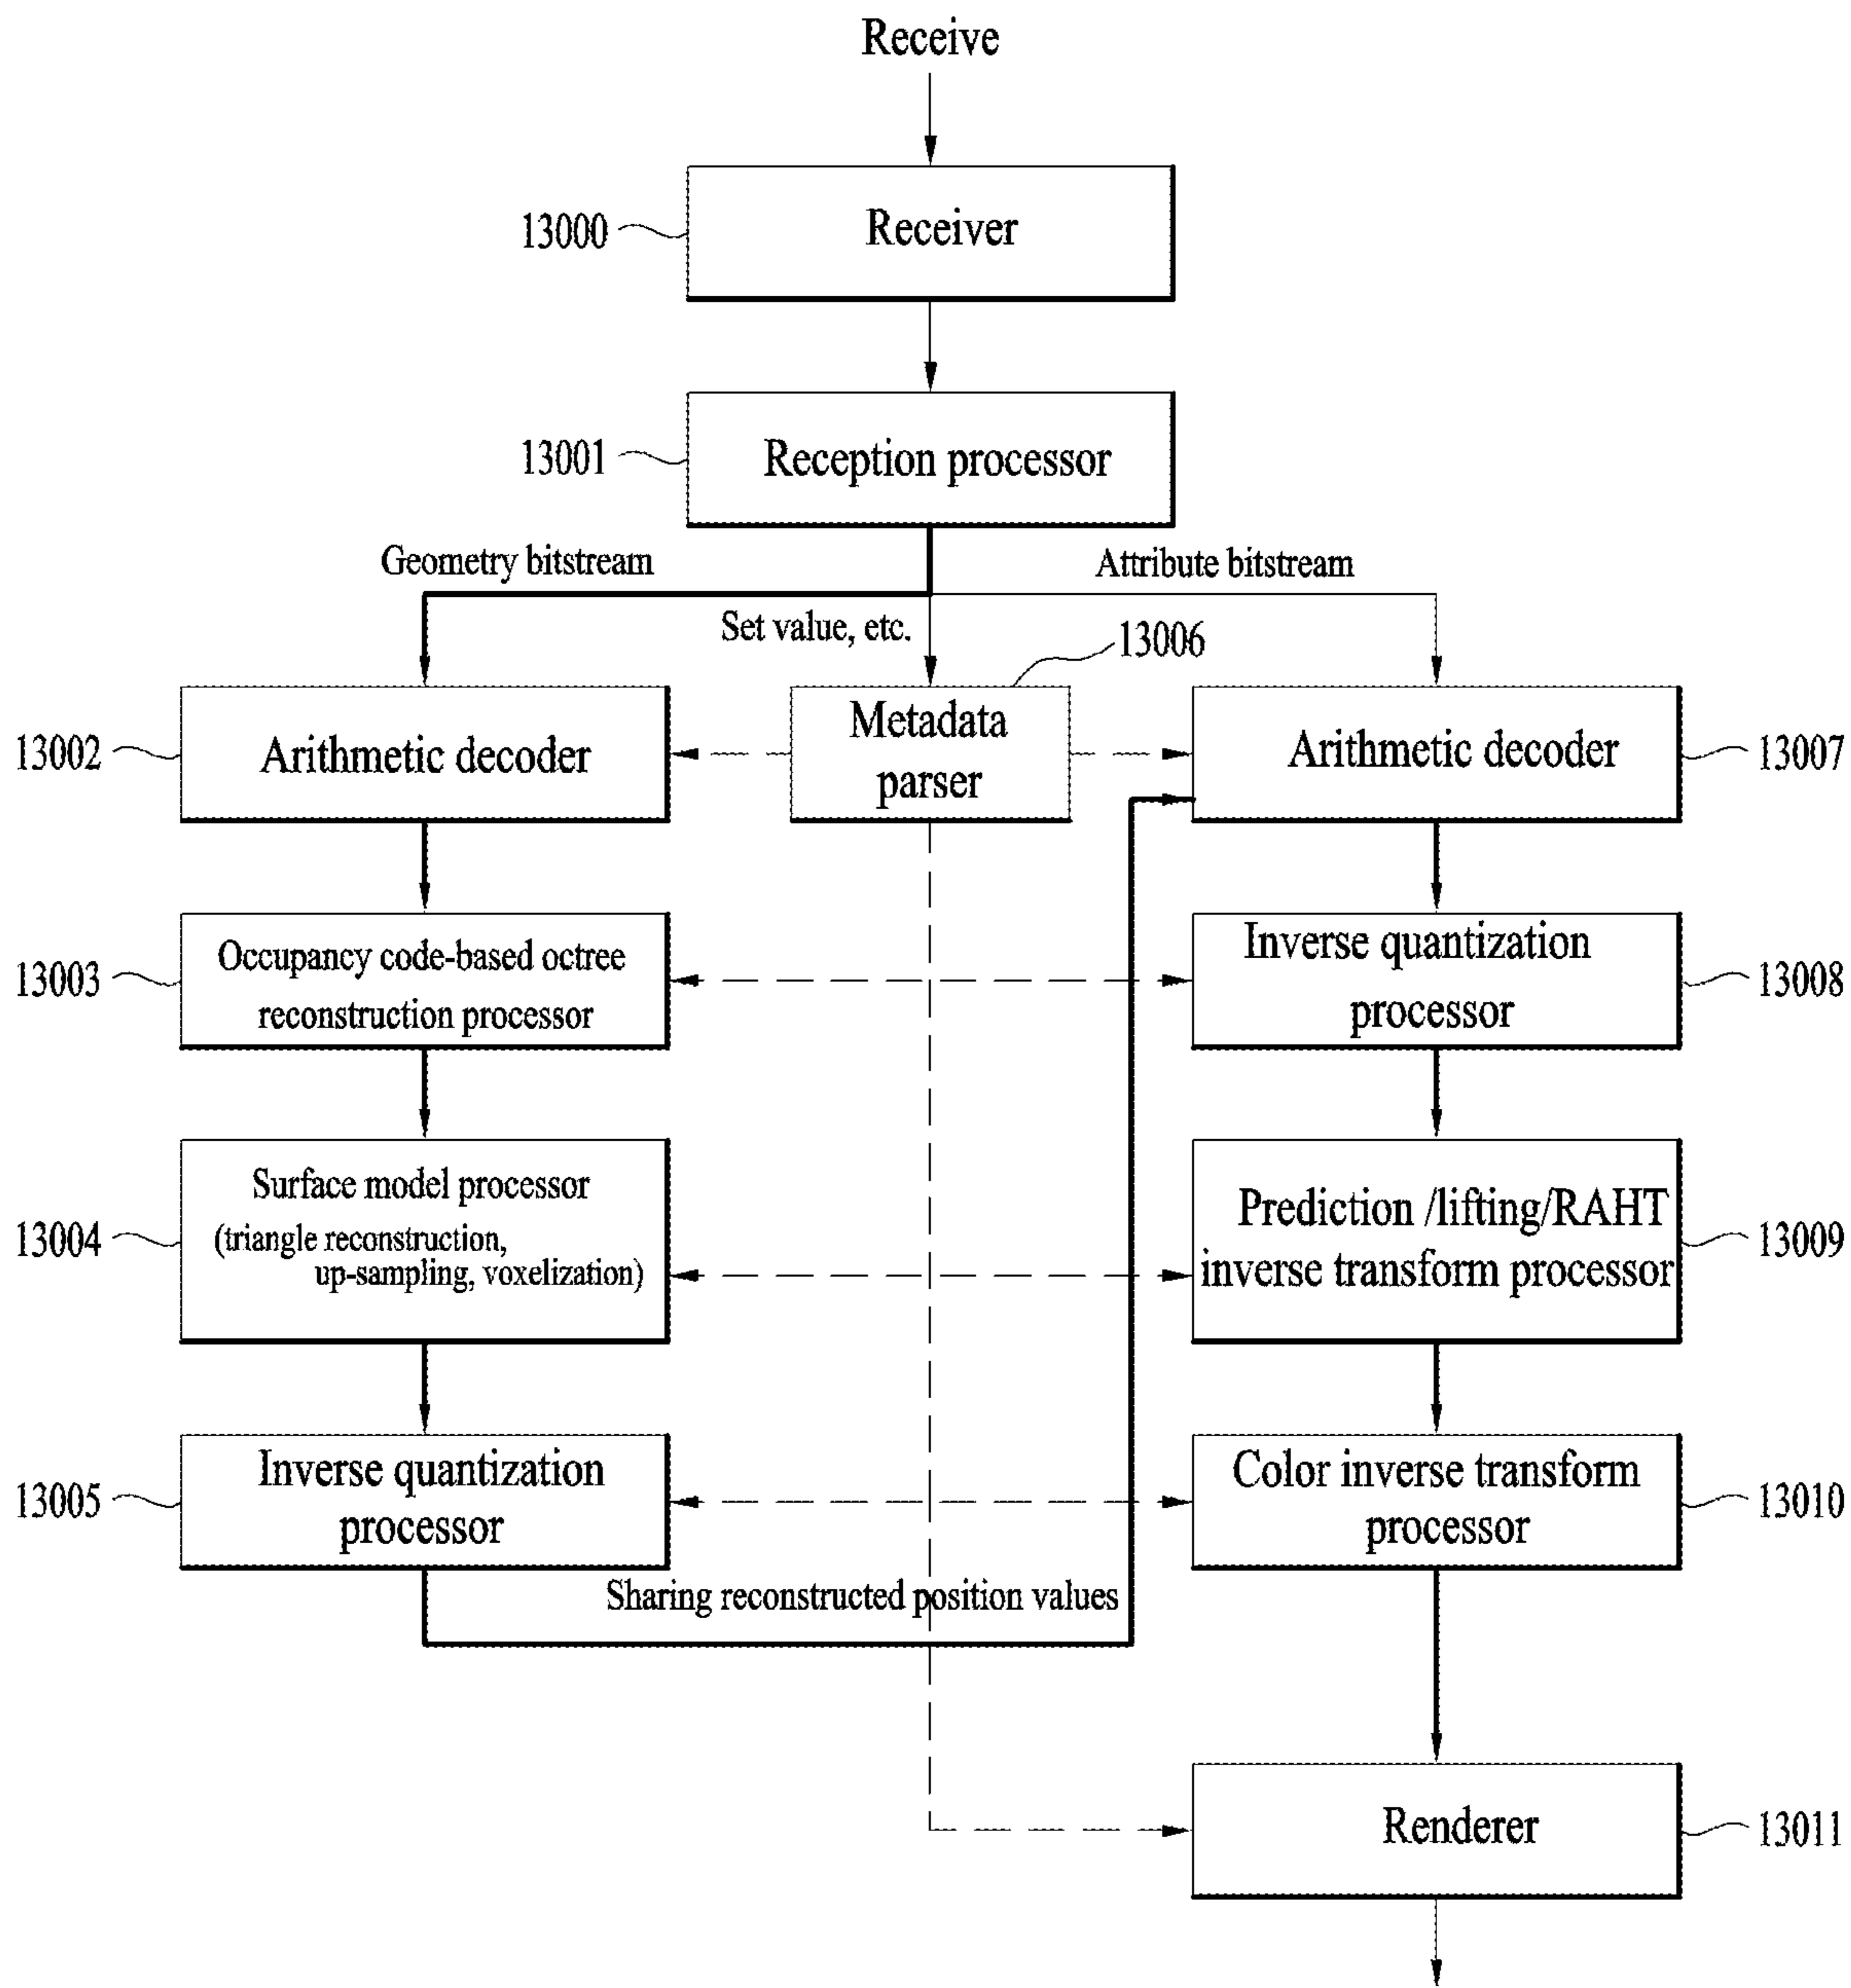 Receive
13000
Receiver
13001
Reception processor
Geometry bitstream
Attribute bitstream
Set value, etc.
13006
13002
Arithmetic decoder
Metadata
parser
Arithmetic decoder
13007
13003
Occupancy code-based octree
reconstruction processor
Inverse quantization
processor
13008
13004
Surface model processor
(triangle reconstruction,
up-sampling, voxelization)
Prediction /lifting/RAHT
inverse transform processor
13009
13005
Inverse quantization
processor
Color inverse transform
processor
13010
Sharing reconstructed position values
Renderer
13011